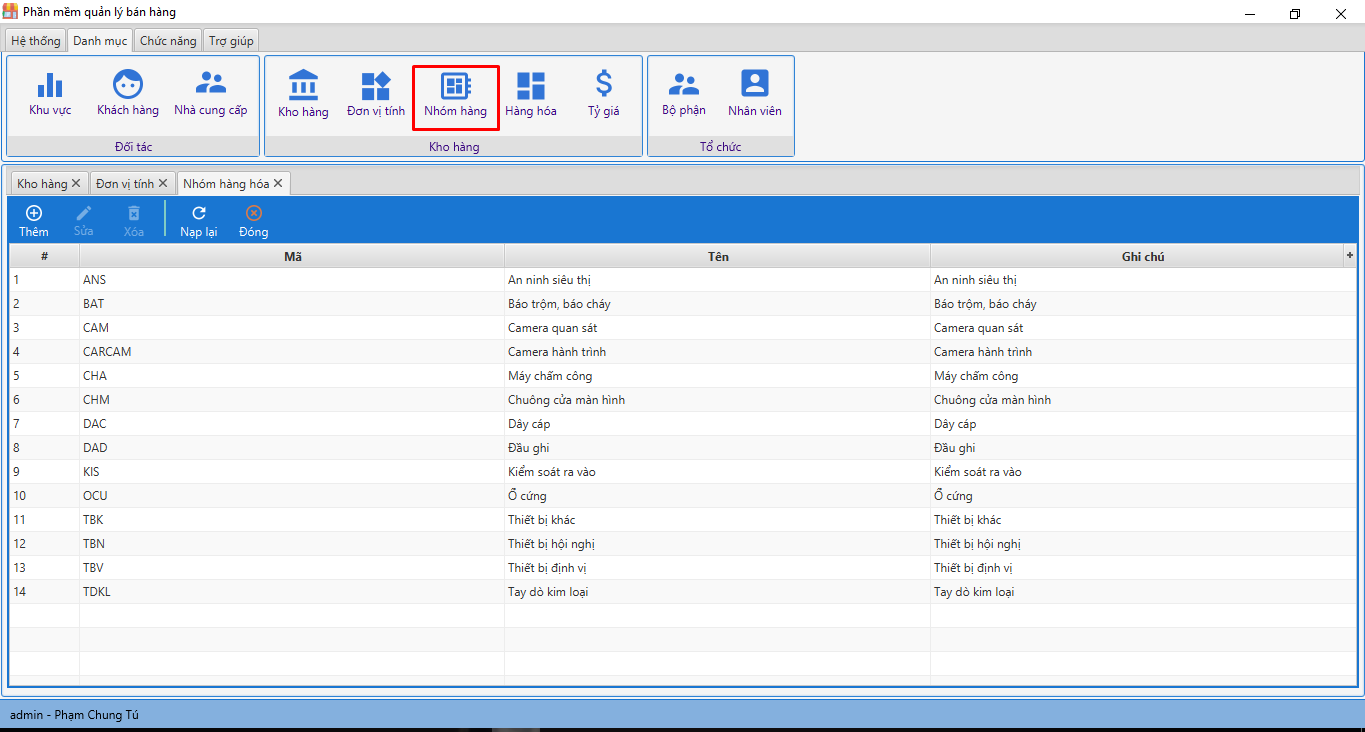 Phần mềm quản lý bán hàng
Hệ thống Danh mục Chức năng Trợ giúp
Khu vực Khách hàng Nhà cung cấp Kho hàng Đơn vị tính Nhóm hàng Hàng hóa Tỷ giá Bộ phận Nhân viên
Đối tác Kho hàng Tổ chức
Kho hàng Đơn vị tính Nhóm hàng hóa
Thêm Sửa Xóa Nạp lại Đóng
# Mã Tên Ghi chú +
1 ANS An ninh siêu thị An ninh siêu thị
2 BAT Báo trộm, báo cháy Báo trộm, báo cháy
3 CAM Camera quan sát Camera quan sát
4 CARCAM Camera hành trình Camera hành trình
5 CHA Máy chấm công Máy chấm công
6 CHM Chuông cửa màn hình Chuông cửa màn hình
7 DAC Dây cáp Dây cáp
8 DAD Đầu ghi Đầu ghi
9 KIS Kiểm soát ra vào Kiểm soát ra vào
10 OCU Ổ cứng Ổ cứng
11 TBK Thiết bị khác Thiết bị khác
12 TBN Thiết bị hội nghị Thiết bị hội nghị
13 TBV Thiết bị định vị Thiết bị định vị
14 TDKL Tay dò kim loại Tay dò kim loại
admin - Phạm Chung Tú